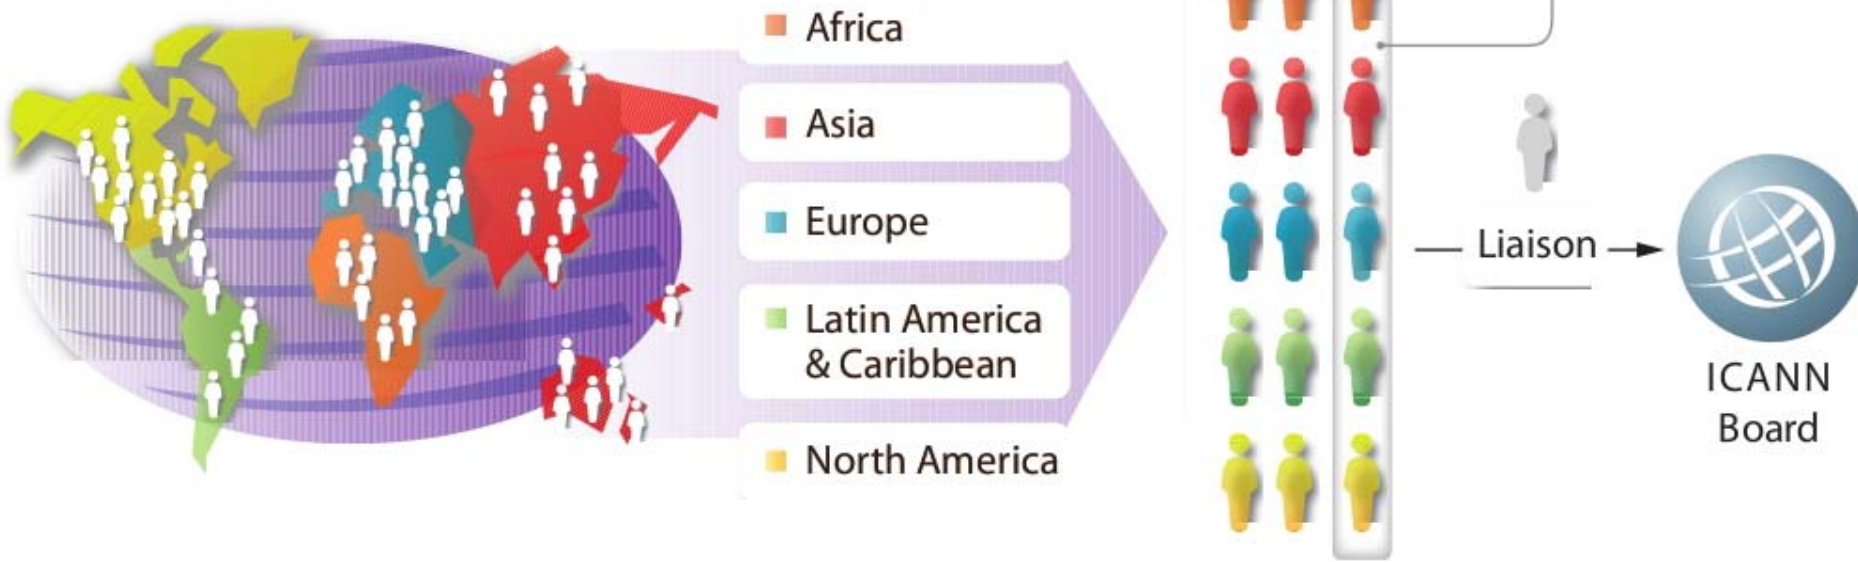 Africa
Asia
Europe
Latin America
& Caribbean
North America
Liaison
ICANN
Board